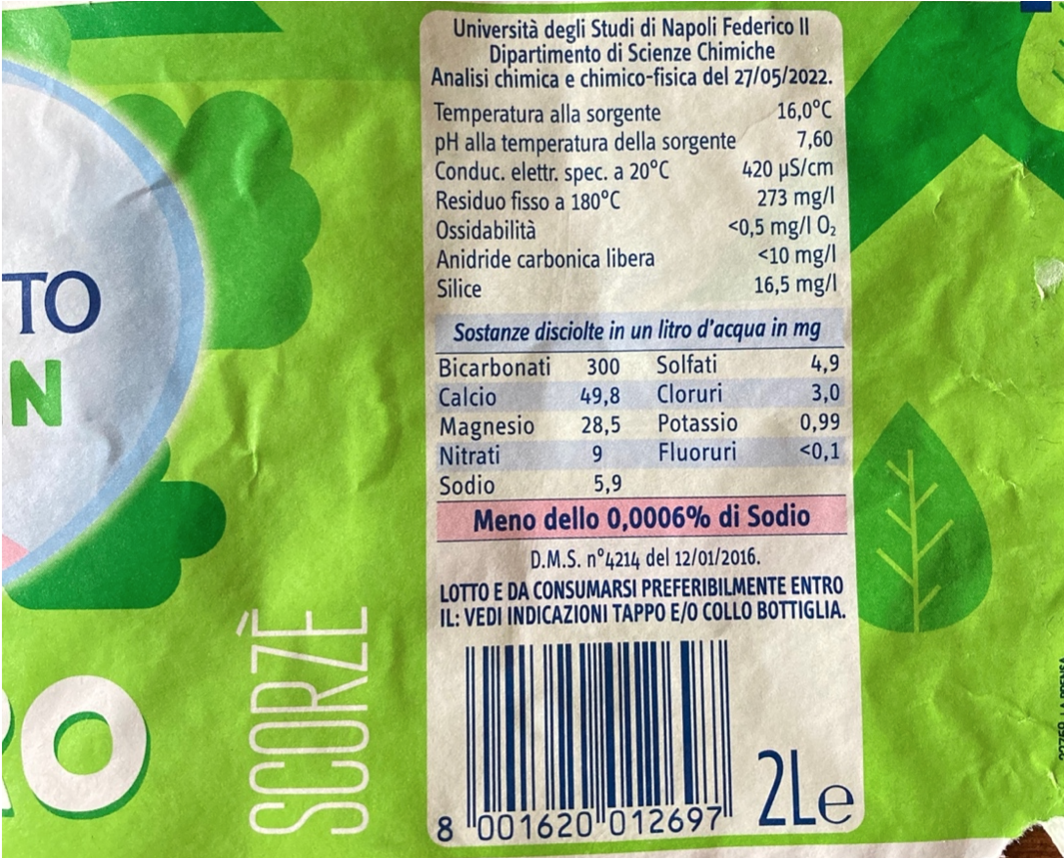 Università degli Studi di Napoli Federico II
Dipartimento di Scienze Chimiche
Analisi chimica e chimico-fisica del 27/05/2022.
Temperatura alla sorgente 16,0°C
pH alla temperatura della sorgente 7,60
Conduc. elettr. spec. a 20°C 420 µS/cm
Residuo fisso a 180°C 273 mg/l
Ossidabilità <0,5 mg/l O₂
Anidride carbonica libera <10 mg/l
Silice 16,5 mg/l
Sostanze disciolte in un litro d'acqua in mg
Bicarbonati 300 Solfati 4,9
Calcio 49,8 Cloruri 3,0
Magnesio 28,5 Potassio 0,99
Nitrati 9 Fluoruri <0,1
Sodio 5,9
Meno dello 0,0006% di Sodio
D.M.S. n°4214 del 12/01/2016.
LOTTO E DA CONSUMARSI PREFERIBILMENTE ENTRO
IL: VEDI INDICAZIONI TAPPO E/O COLLO BOTTIGLIA.
8 001620 012697
2L e
TO
N
O
SCORZÈ